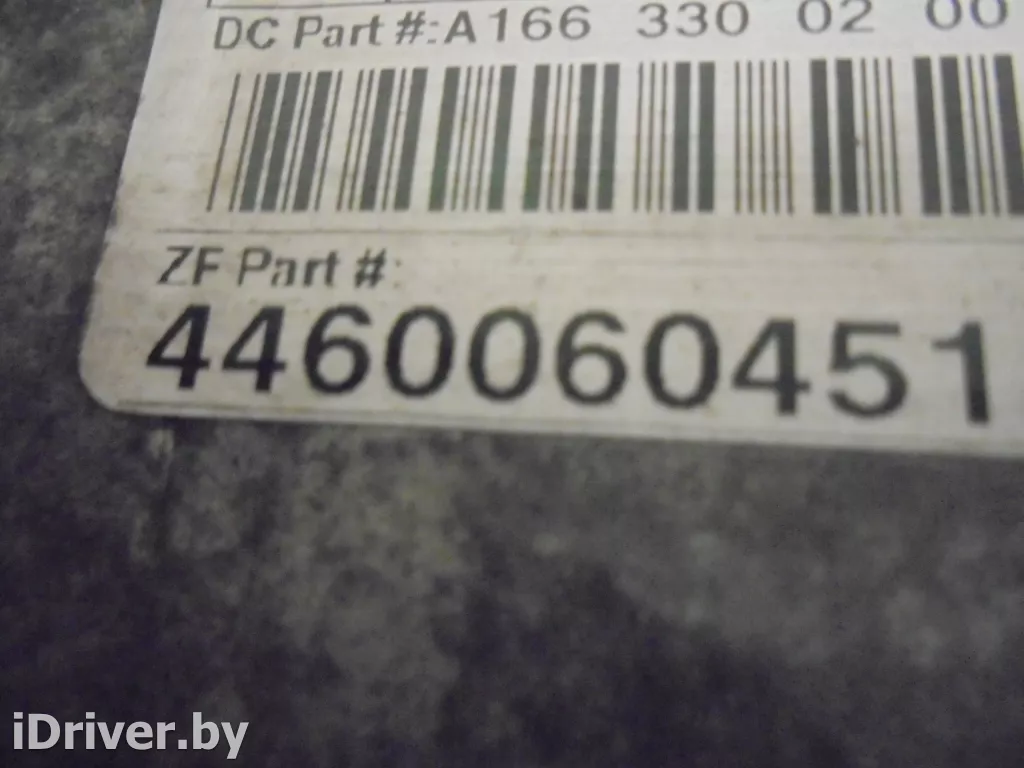 DC Part #:A166 330 02 00
ZF Part #:
4460060451
iDriver.by